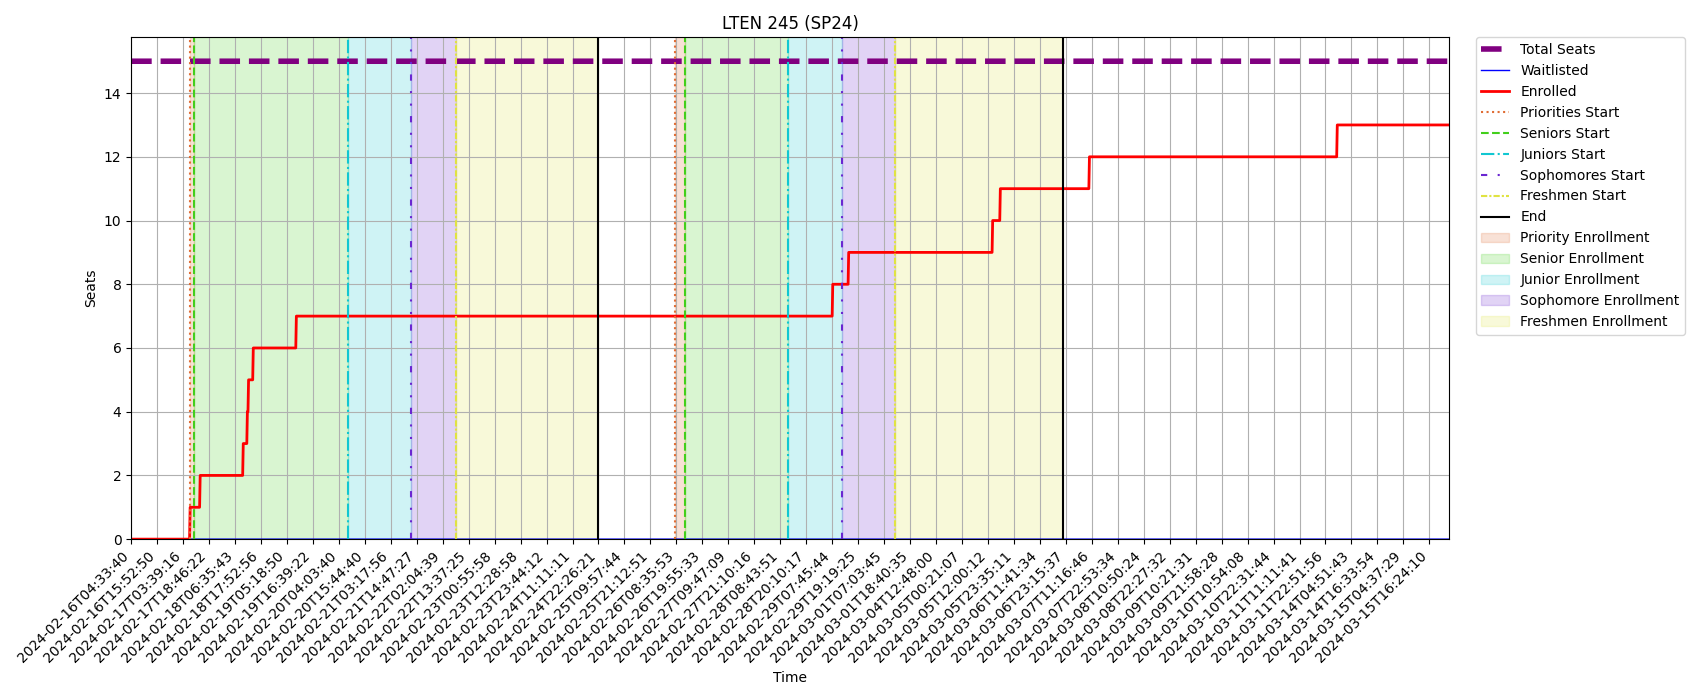 LTEN 245 (SP24)
Seats
14
12
10
8
6
4
2
0
2024-02-16T04:33:40
2024-02-16T15:52:50
2024-02-17T03:39:16
2024-02-17T18:46:22
2024-02-18T06:35:43
2024-02-18T17:52:56
2024-02-19T05:18:50
2024-02-19T16:39:22
2024-02-20T04:03:40
2024-02-20T15:44:40
2024-02-21T03:17:56
2024-02-21T14:47:27
2024-02-22T02:04:39
2024-02-22T13:37:25
2024-02-23T00:55:58
2024-02-23T12:28:58
2024-02-23T23:44:12
2024-02-24T11:11:11
2024-02-24T22:26:21
2024-02-25T09:57:44
2024-02-25T21:12:51
2024-02-26T08:35:53
2024-02-26T19:55:33
2024-02-27T09:47:09
2024-02-27T21:10:16
2024-02-28T08:43:51
2024-02-28T20:10:17
2024-02-29T07:45:44
2024-02-29T19:19:25
2024-03-01T07:03:45
2024-03-01T18:40:35
2024-03-04T12:48:00
2024-03-05T00:21:07
2024-03-05T12:00:12
2024-03-05T23:35:11
2024-03-06T11:41:34
2024-03-06T23:15:37
2024-03-07T11:16:46
2024-03-07T22:53:34
2024-03-08T10:50:24
2024-03-08T22:27:32
2024-03-09T10:21:31
2024-03-09T21:58:28
2024-03-10T10:54:08
2024-03-10T22:31:44
2024-03-11T11:11:41
2024-03-11T22:51:56
2024-03-14T04:51:43
2024-03-14T16:33:54
2024-03-15T04:37:29
2024-03-15T16:24:10
Time
Total Seats
Waitlisted
Enrolled
Priorities Start
Seniors Start
Juniors Start
Sophomores Start
Freshmen Start
End
Priority Enrollment
Senior Enrollment
Junior Enrollment
Sophomore Enrollment
Freshmen Enrollment